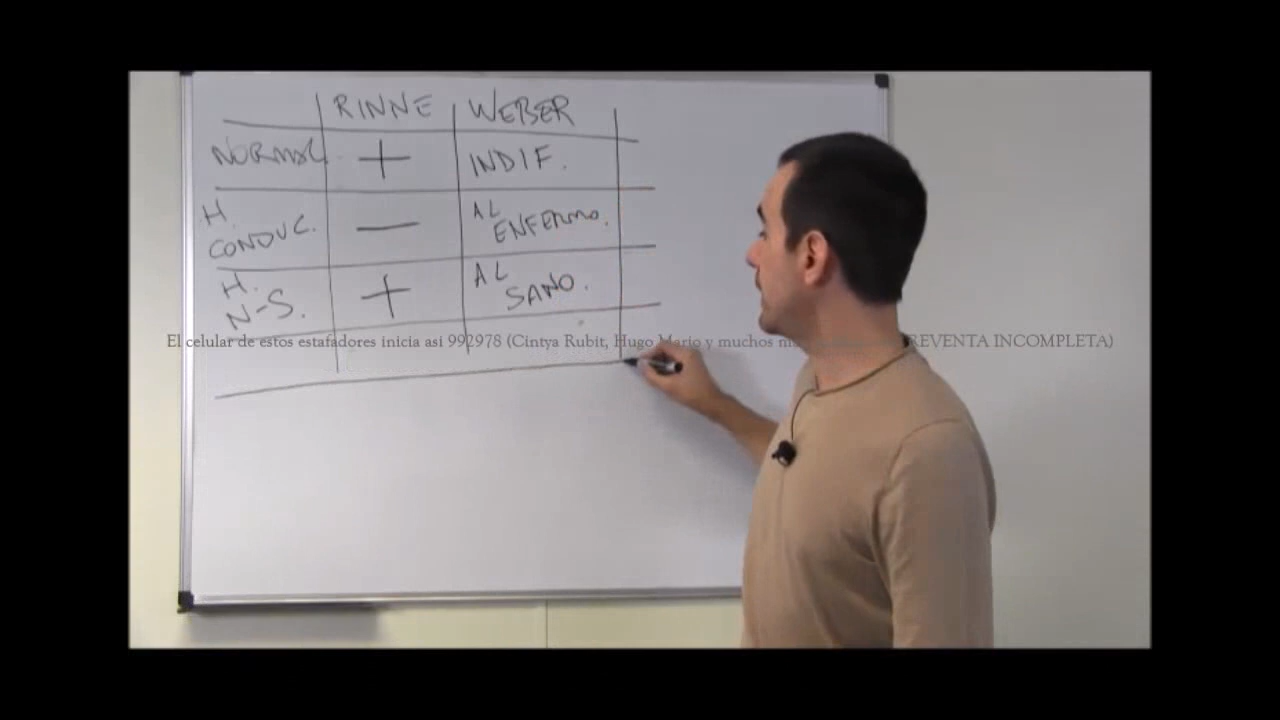 RINNE WEBER
NORMAL + INDIF.
H. CONDUC. — AL ENFERMO.
H. N-S. + AL SANO.
El celular de estos estafadores inicia asi 992978 (Cintya Rubit, Hugo Mario y muchos REVENTA INCOMPLETA)